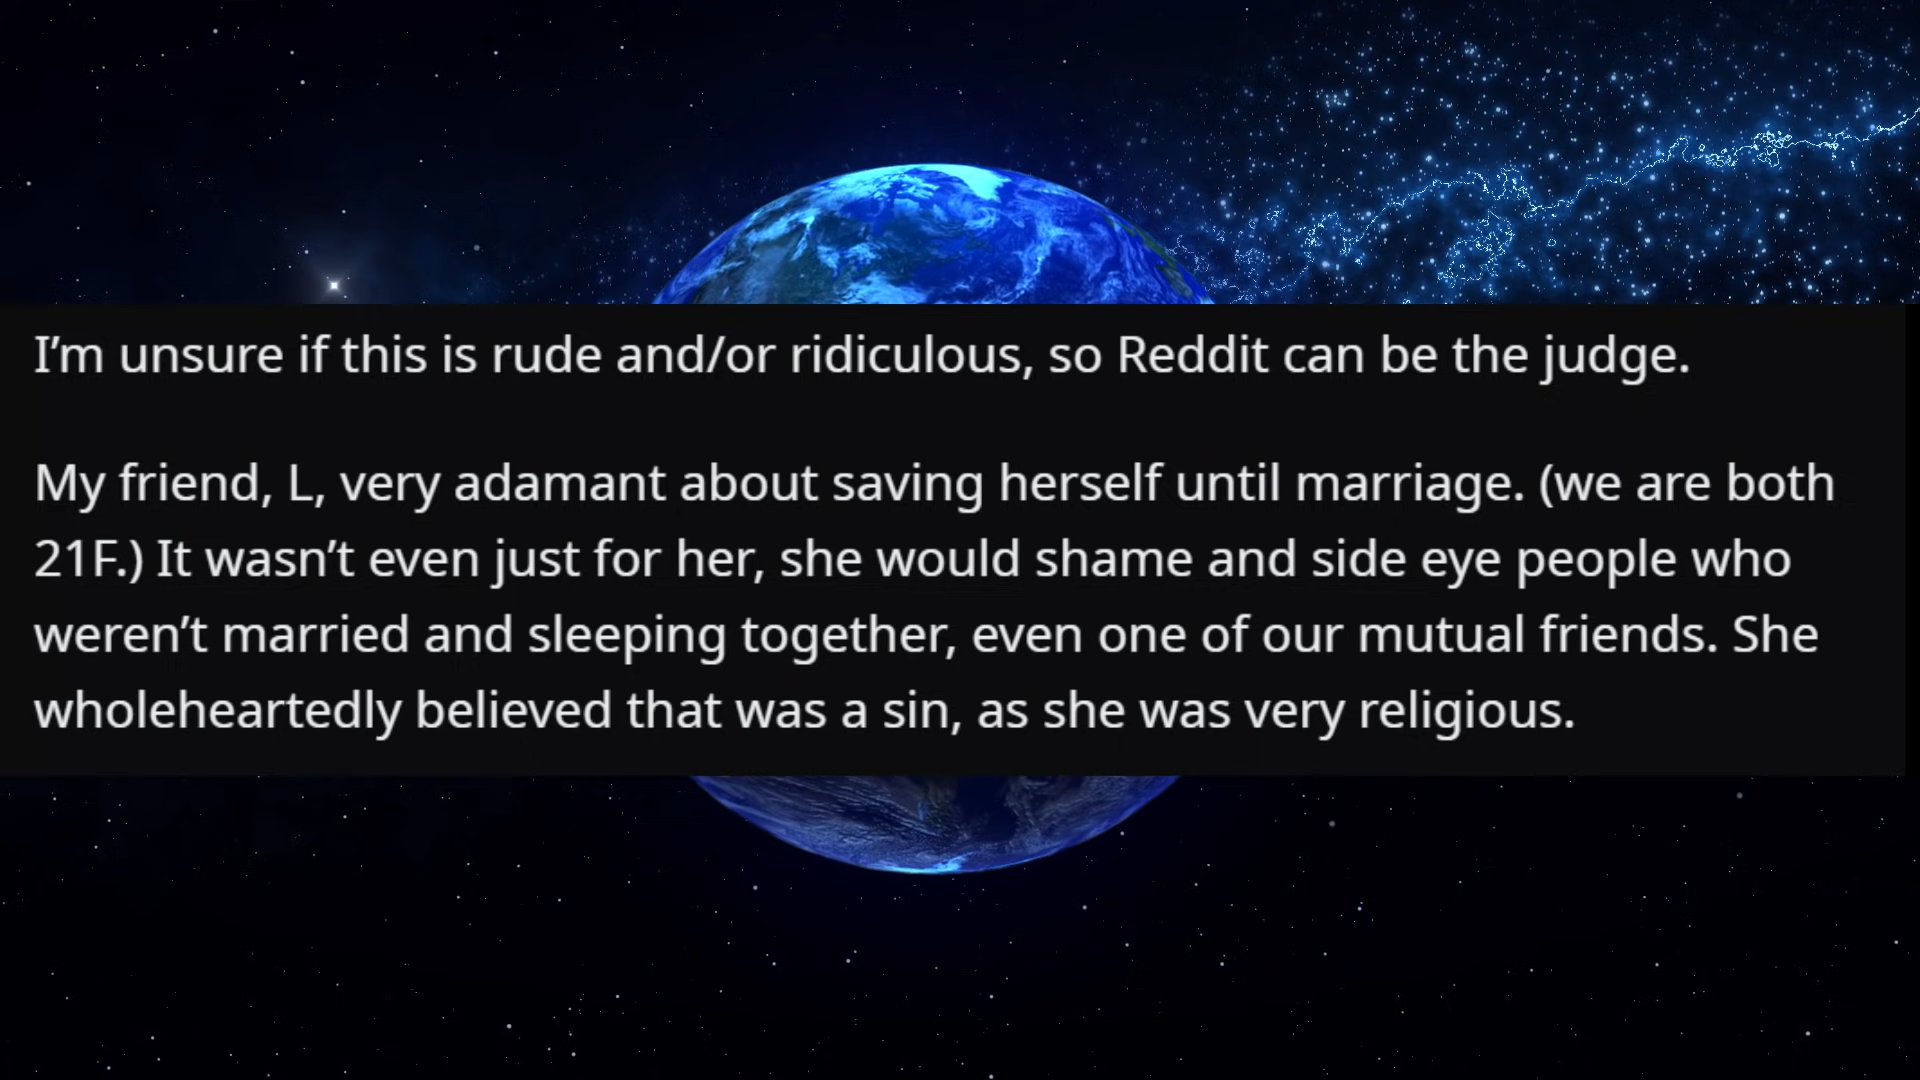 I’m unsure if this is rude and/or ridiculous, so Reddit can be the judge.
My friend, L, very adamant about saving herself until marriage. (we are both
21F.) It wasn’t even just for her, she would shame and side eye people who
weren’t married and sleeping together, even one of our mutual friends. She
wholeheartedly believed that was a sin, as she was very religious.